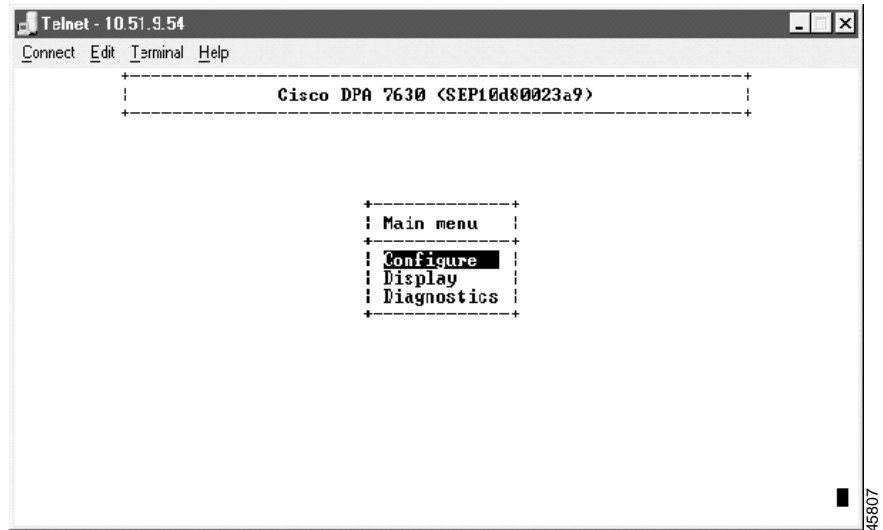 Telnet - 10.51.9.54
Connect Edit Terminal Help
Cisco DPA 7630 (SEP10d80023a9)
Main menu
Configure
Display
Diagnostics
45807